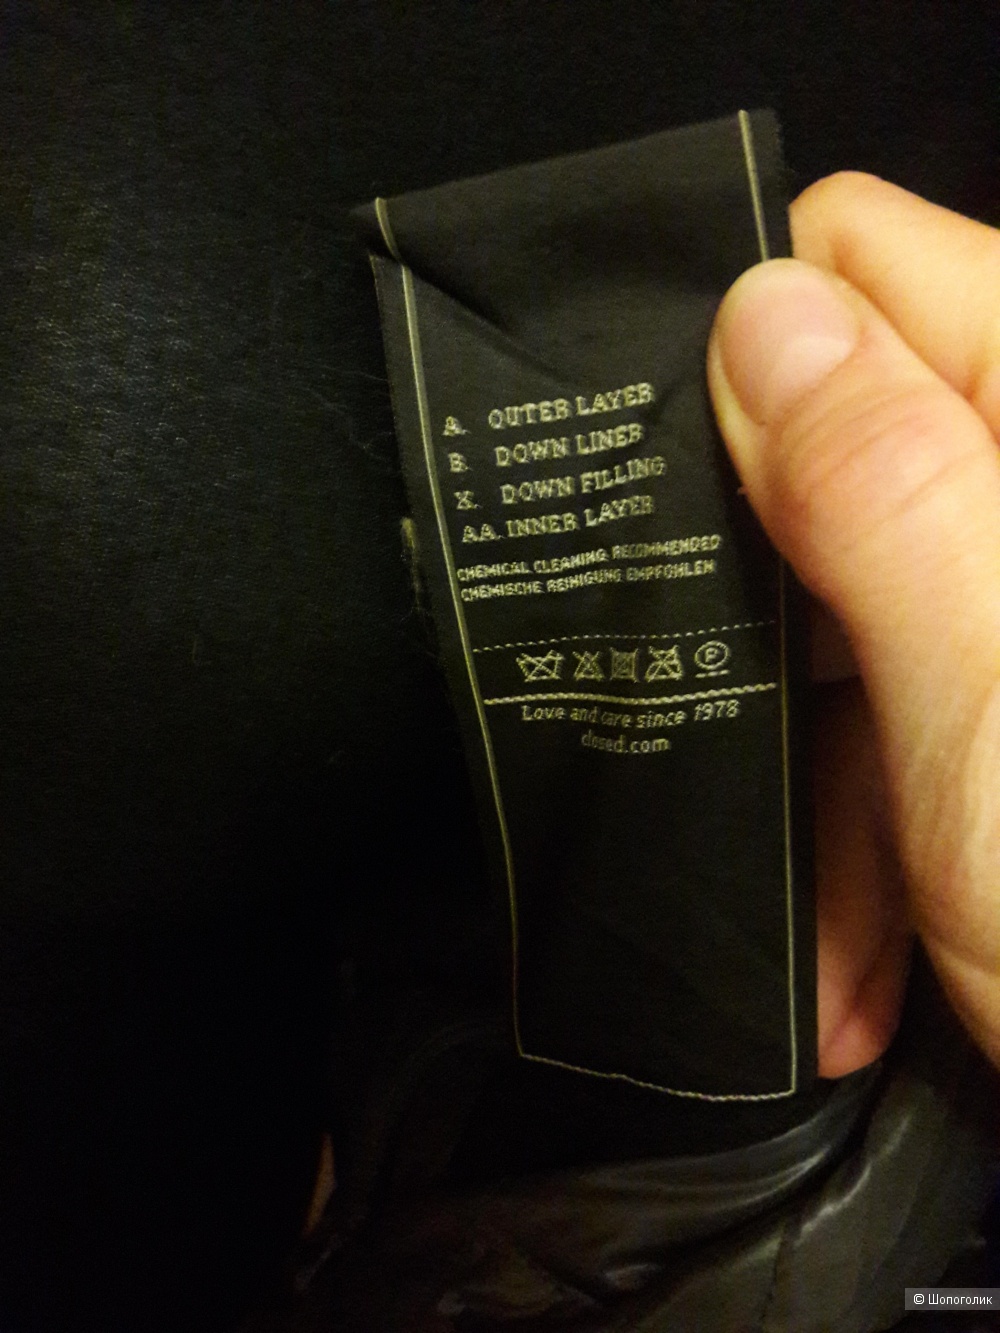 A. OUTER LAYER
B. DOWN LINER
X. DOWN FILLING
AA. INNER LAYER
CHEMICAL CLEANING RECOMMENDED
CHEMISCHE REINIGUNG EMPFOHLEN
P
Love and care since 1978
closed.com
© Шопоголик